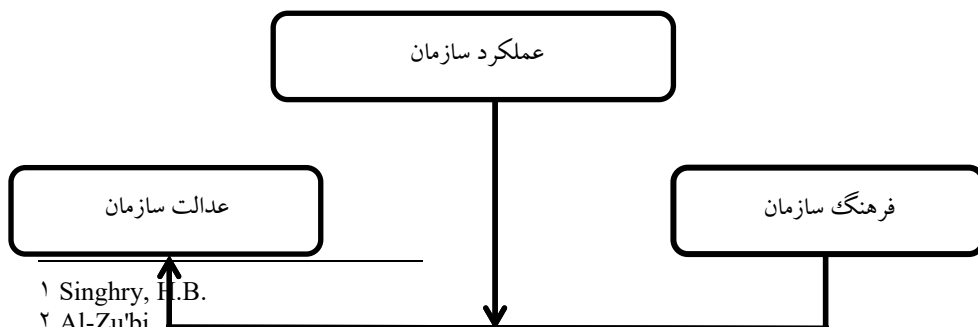 عملکرد سازمان
فرهنگ سازمان
عدالت سازمان
۱ Singhry, H.B.
۲ Al-Zu'bi